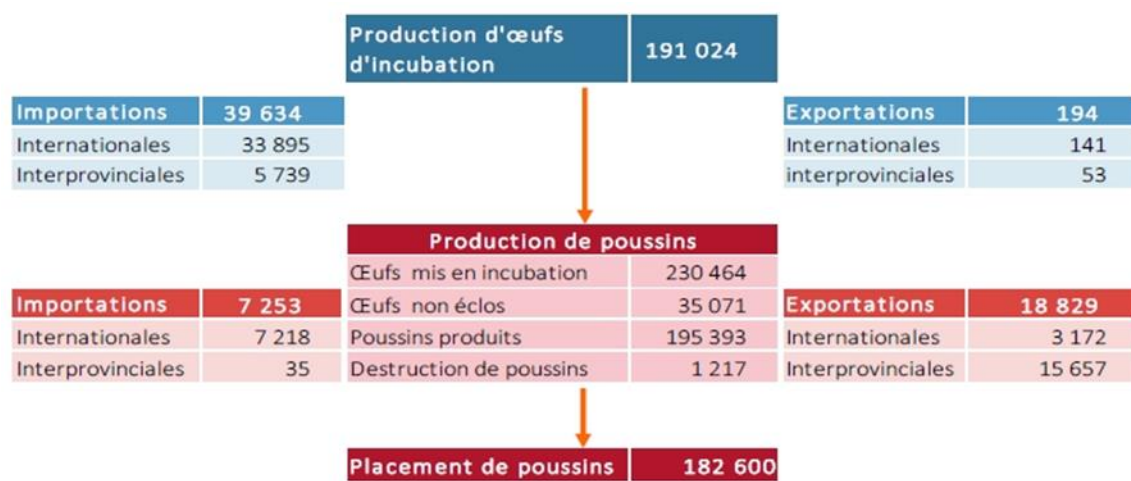 Production d'œufs
d'incubation 191 024
Importations 39 634
Internationales 33 895
Interprovinciales 5 739
Exportations 194
Internationales 141
interprovinciales 53
Production de poussins
Œufs mis en incubation 230 464
Œufs non éclos 35 071
Poussins produits 195 393
Destruction de poussins 1 217
Importations 7 253
Internationales 7 218
Interprovinciales 35
Exportations 18 829
Internationales 3 172
Interprovinciales 15 657
Placement de poussins 182 600